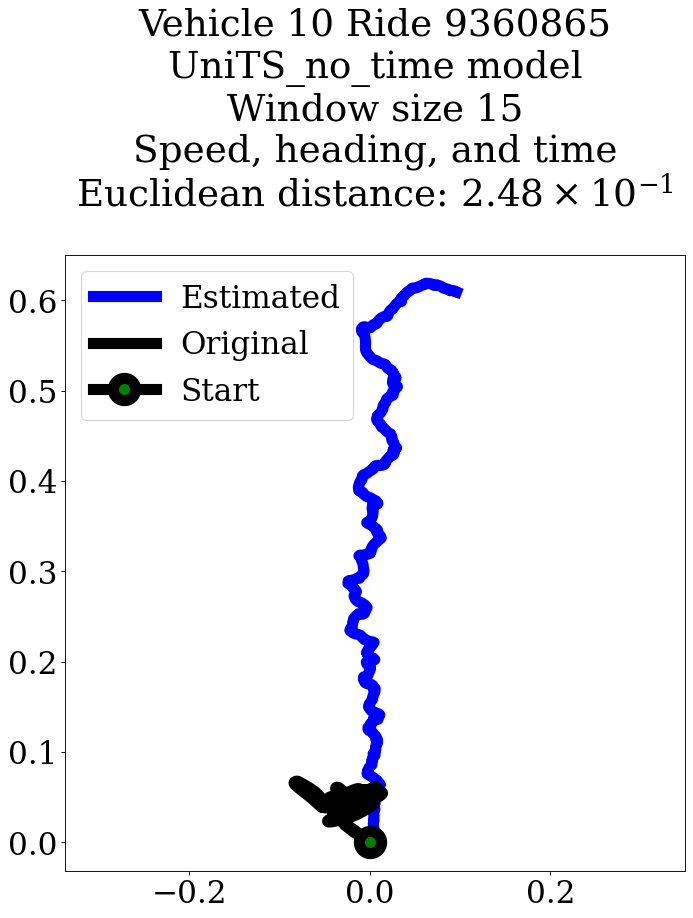 Vehicle 10 Ride 9360865
UniTS_no_time model
Window size 15
Speed, heading, and time
Euclidean distance: 2.48 × 10⁻¹
Estimated
Original
Start
0.6
0.5
0.4
0.3
0.2
0.1
0.0
−0.2
0.0
0.2